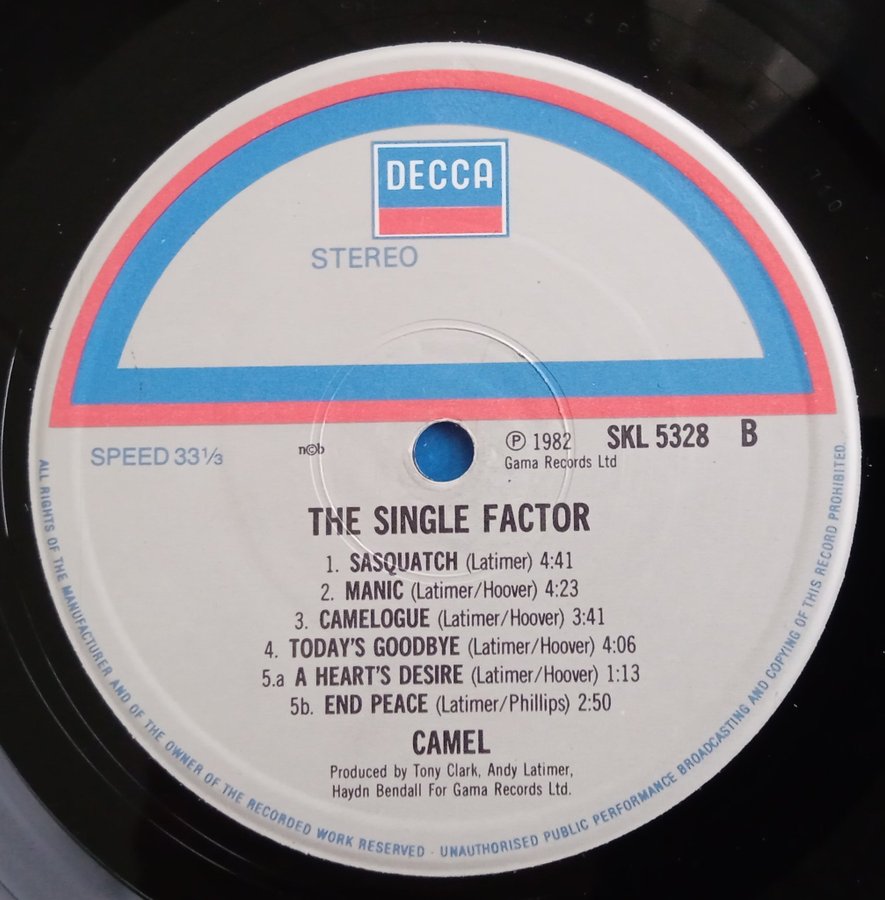 DECCA
STEREO
SPEED 33⅓
n©b
℗ 1982
SKL 5328 B
Gama Records Ltd
THE SINGLE FACTOR
1. SASQUATCH (Latimer) 4:41
2. MANIC (Latimer/Hoover) 4:23
3. CAMELOGUE (Latimer/Hoover) 3:41
4. TODAY'S GOODBYE (Latimer/Hoover) 4:06
5.a A HEART'S DESIRE (Latimer/Hoover) 1:13
5b. END PEACE (Latimer/Phillips) 2:50
CAMEL
Produced by Tony Clark, Andy Latimer,
Haydn Bendall For Gama Records Ltd.
ALL RIGHTS OF THE MANUFACTURER AND OF THE OWNER OF THE RECORDED WORK RESERVED · UNAUTHORISED PUBLIC PERFORMANCE BROADCASTING AND COPYING OF THIS RECORD PROHIBITED